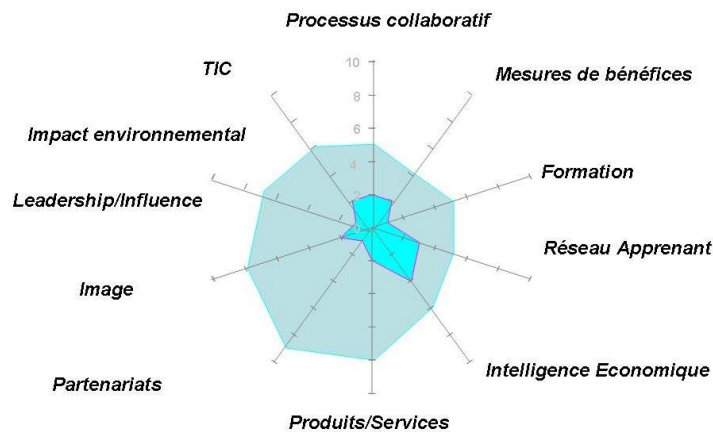 Processus collaboratif
10
TIC
8
Mesures de bénéfices
6
Impact environnemental
4
Formation
Leadership/Influence
2
0
Réseau Apprenant
Image
Intelligence Economique
Partenariats
Produits/Services